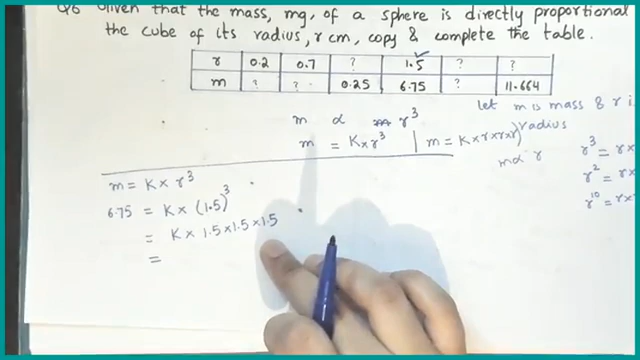 Q6 Given that the mass, mg, of a sphere is directly proportional
the cube of its radius, r cm, copy & complete the table.
r 0.2 0.7 ? 1.5 ? ?
m ? ? 0.25 6.75 ? 11.664
let m is mass & r i
radius
m α r³
m = K×r³ | m = K×r×r×r
mα r
r³ = r×
r² = r×
r¹⁰ = r×
m = K × r³
6.75 = K × (1.5)³
= K × 1.5×1.5×1.5
=